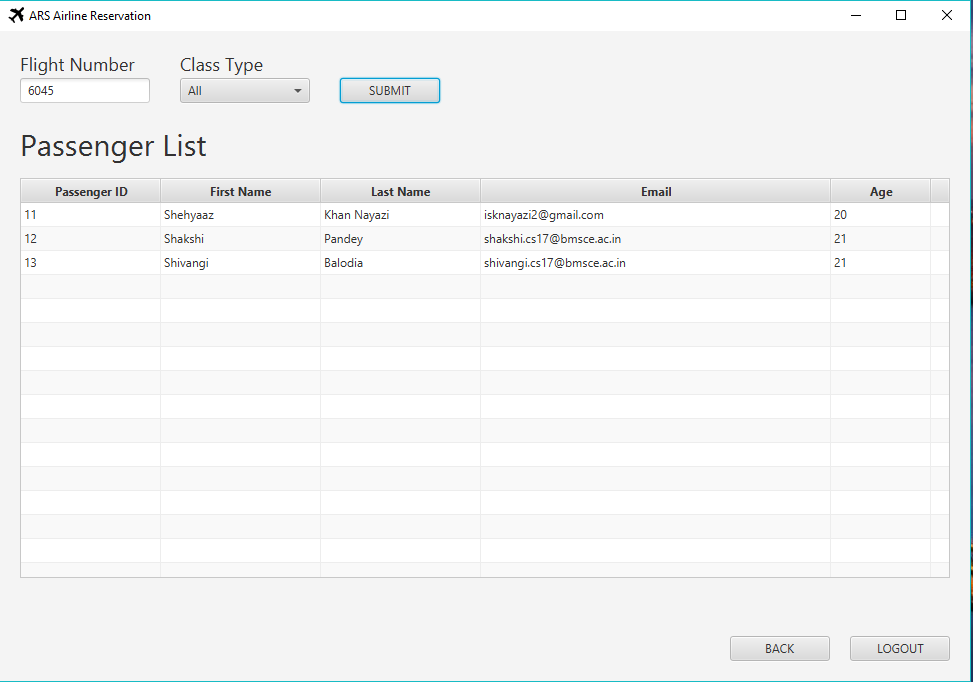 ARS Airline Reservation
Flight Number Class Type
6045 All SUBMIT
Passenger List
Passenger ID First Name Last Name Email Age
11 Shehyaaz Khan Nayazi isknayazi2@gmail.com 20
12 Shakshi Pandey shakshi.cs17@bmsce.ac.in 21
13 Shivangi Balodia shivangi.cs17@bmsce.ac.in 21
BACK LOGOUT